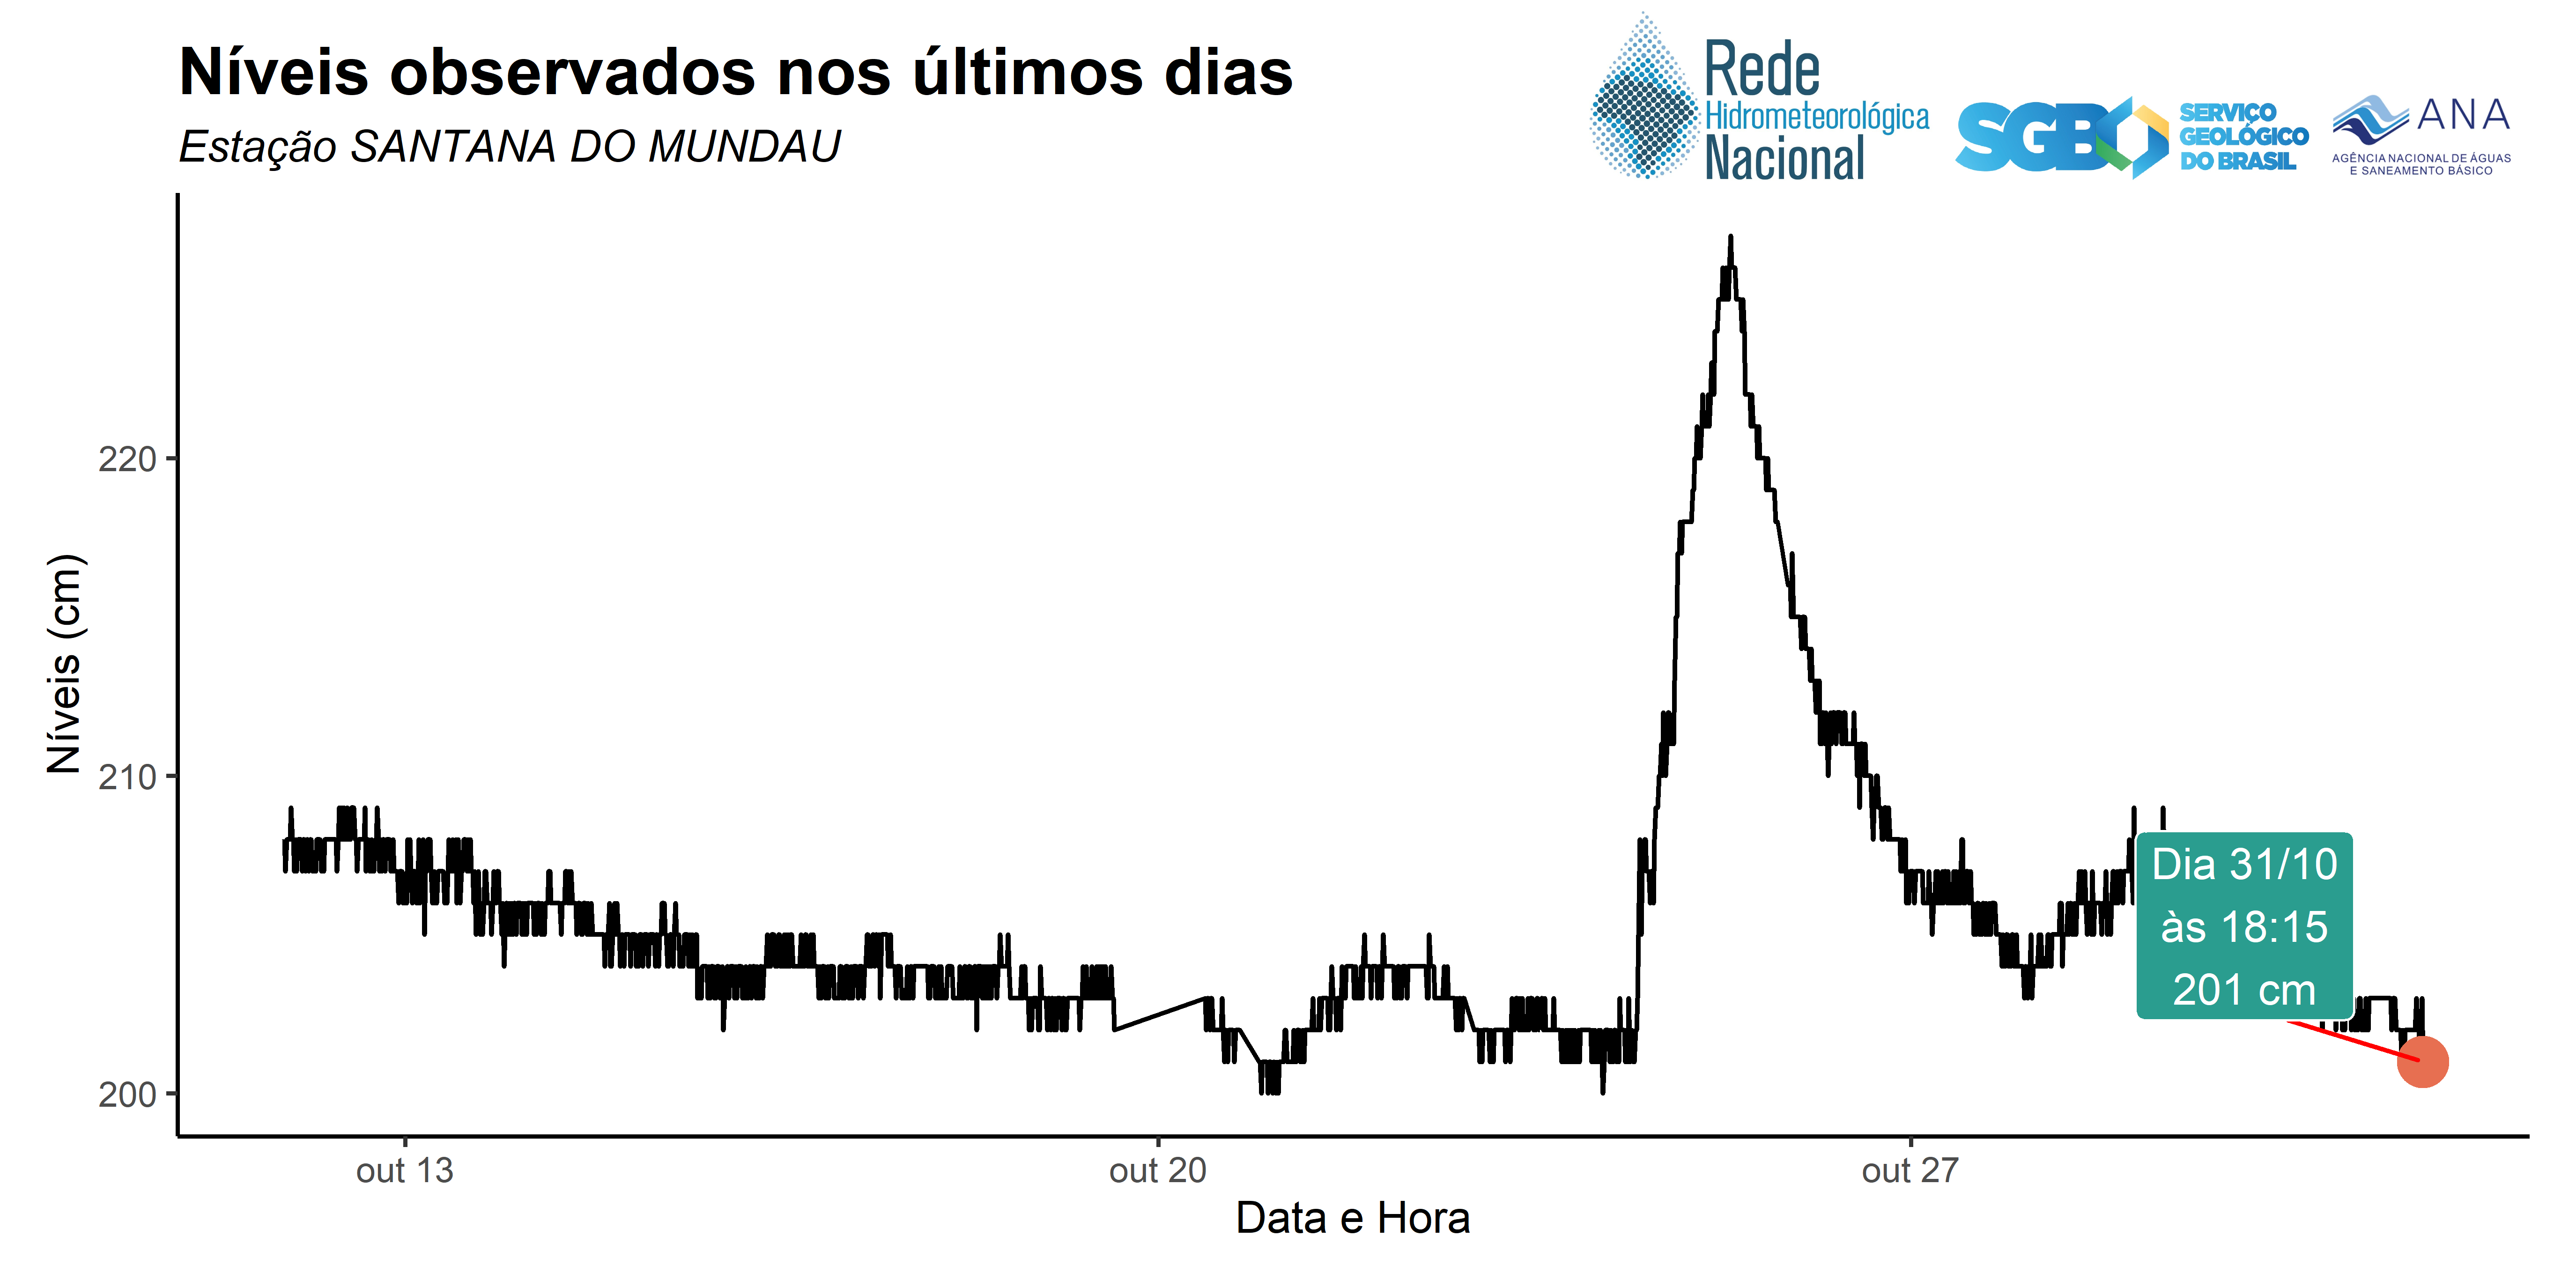 Níveis observados nos últimos dias
Estação SANTANA DO MUNDAU
Rede
Hidrometeorológica
Nacional
SGB
SERVIÇO
GEOLÓGICO
DO BRASIL
ANA
AGÊNCIA NACIONAL DE ÁGUAS
E SANEAMENTO BÁSICO
Níveis (cm)
220
210
200
Dia 31/10
às 18:15
201 cm
out 13
out 20
out 27
Data e Hora